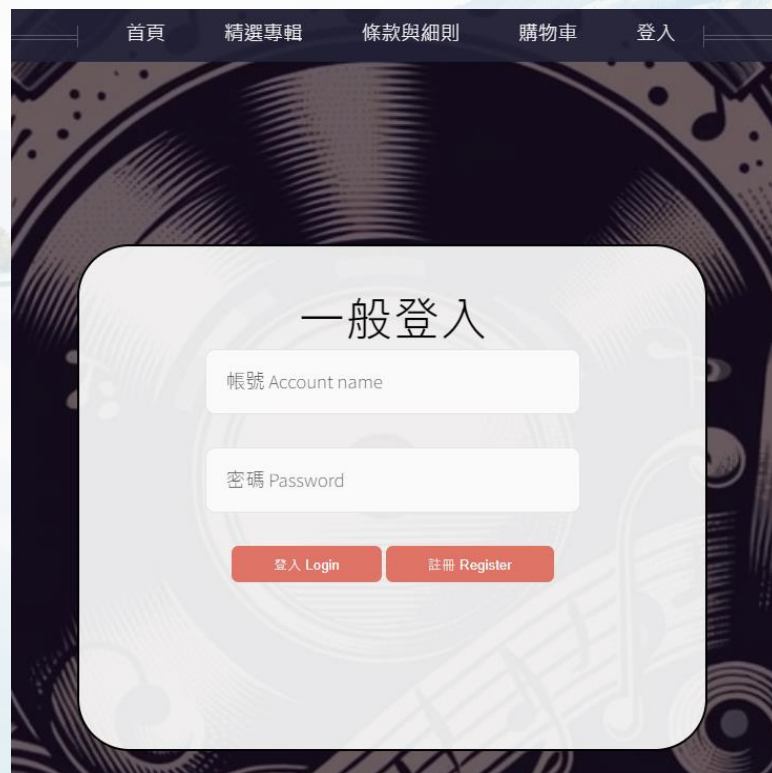 首頁 精選專輯 條款與細則 購物車 登入
一般登入
帳號 Account name
密碼 Password
登入 Login 註冊 Register